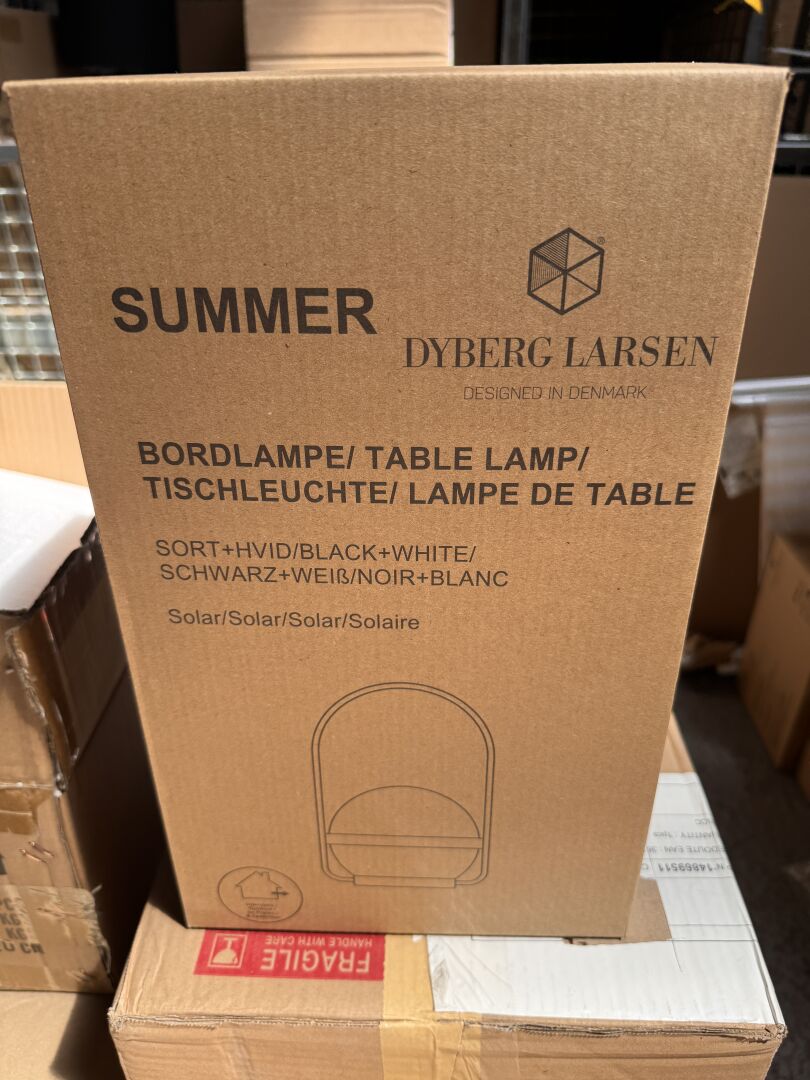 SUMMER
DYBERG LARSEN
DESIGNED IN DENMARK
BORDLAMPE/ TABLE LAMP/
TISCHLEUCHTE/ LAMPE DE TABLE
SORT+HVID/BLACK+WHITE/
SCHWARZ+WEIß/NOIR+BLANC
Solar/Solar/Solar/Solaire
FRAGILE
HANDLE WITH CARE
14869511